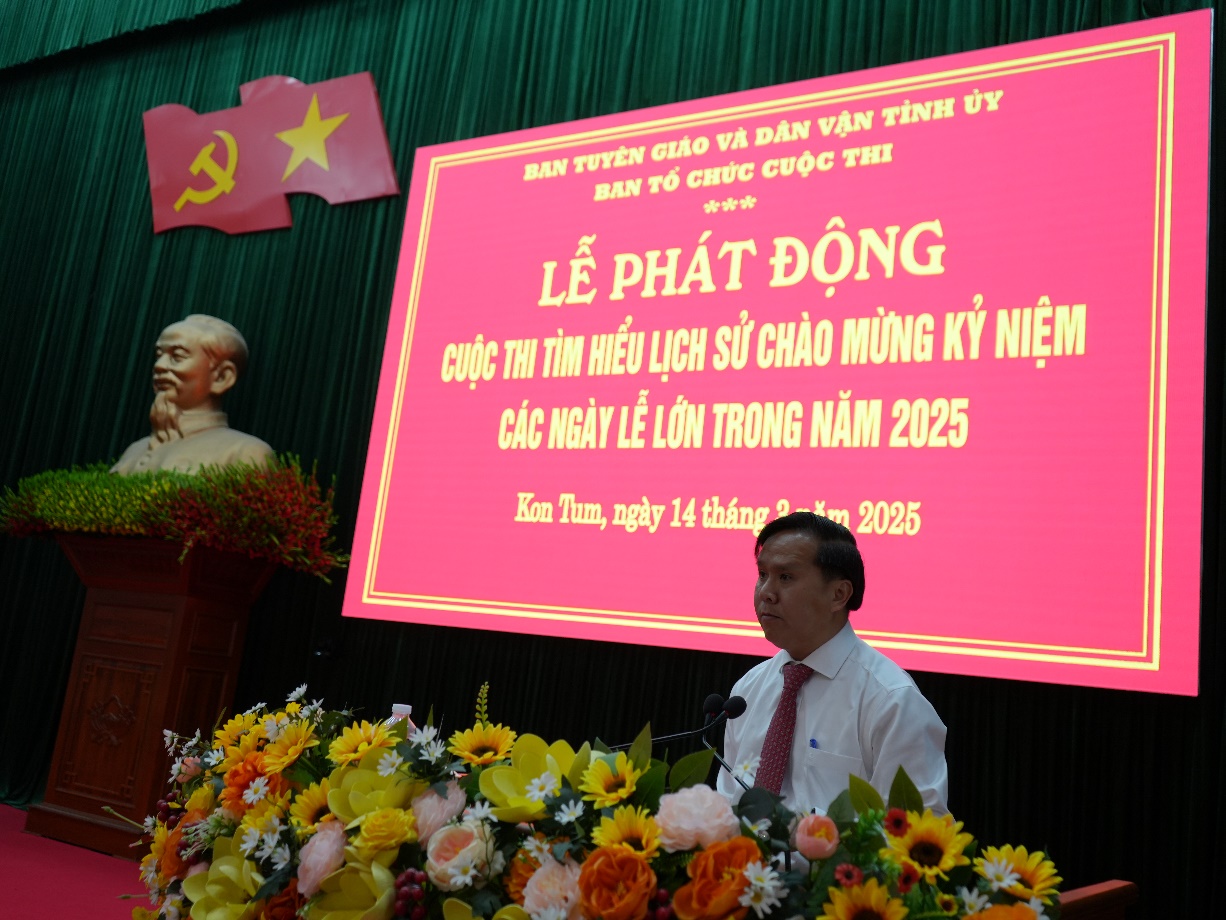 BAN TUYÊN GIÁO VÀ DÂN VẬN TỈNH ỦY
BAN TỔ CHỨC CUỘC THI
***
LỄ PHÁT ĐỘNG
CUỘC THI TÌM HIỂU LỊCH SỬ CHÀO MỪNG KỶ NIỆM
CÁC NGÀY LỄ LỚN TRONG NĂM 2025
Kon Tum, ngày 14 tháng 3 năm 2025